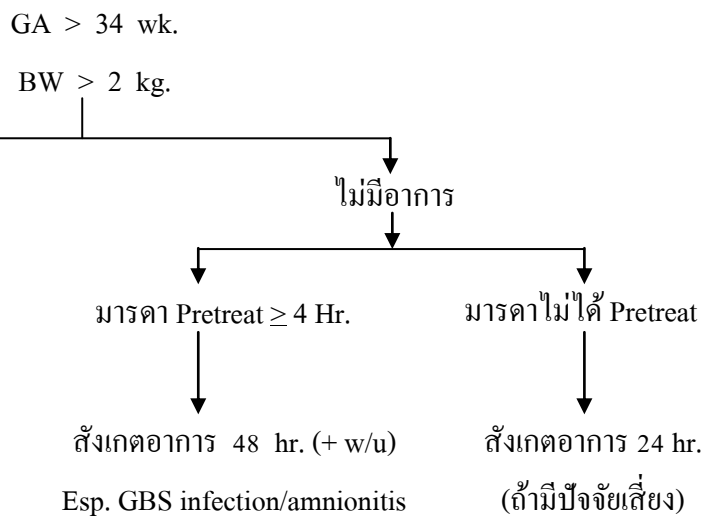 GA > 34 wk.
BW > 2 kg.
ไม่มีอาการ
มารดา Pretreat ≥ 4 Hr.
มารดาไม่ได้ Pretreat
สังเกตอาการ 48 hr. (+ w/u)
Esp. GBS infection/amnionitis
สังเกตอาการ 24 hr.
(ถ้ามีปัจจัยเสี่ยง)